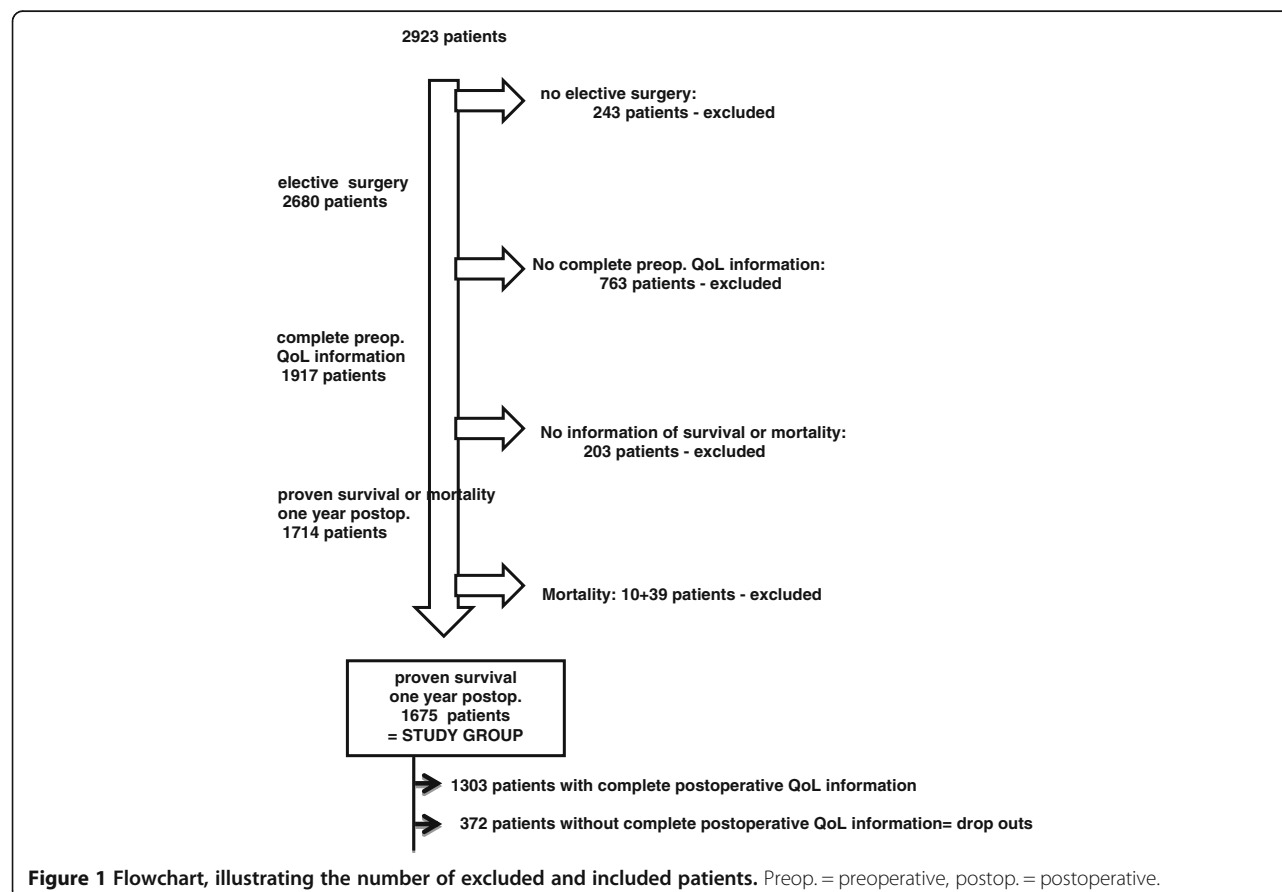 2923 patients
no elective surgery:
243 patients - excluded
elective surgery
2680 patients
No complete preop. QoL information:
763 patients - excluded
complete preop.
QoL information
1917 patients
No information of survival or mortality:
203 patients - excluded
proven survival or mortality
one year postop.
1714 patients
Mortality: 10+39 patients - excluded
proven survival
one year postop.
1675 patients
= STUDY GROUP
1303 patients with complete postoperative QoL information
372 patients without complete postoperative QoL information= drop outs
Figure 1 Flowchart, illustrating the number of excluded and included patients. Preop. = preoperative, postop. = postoperative.